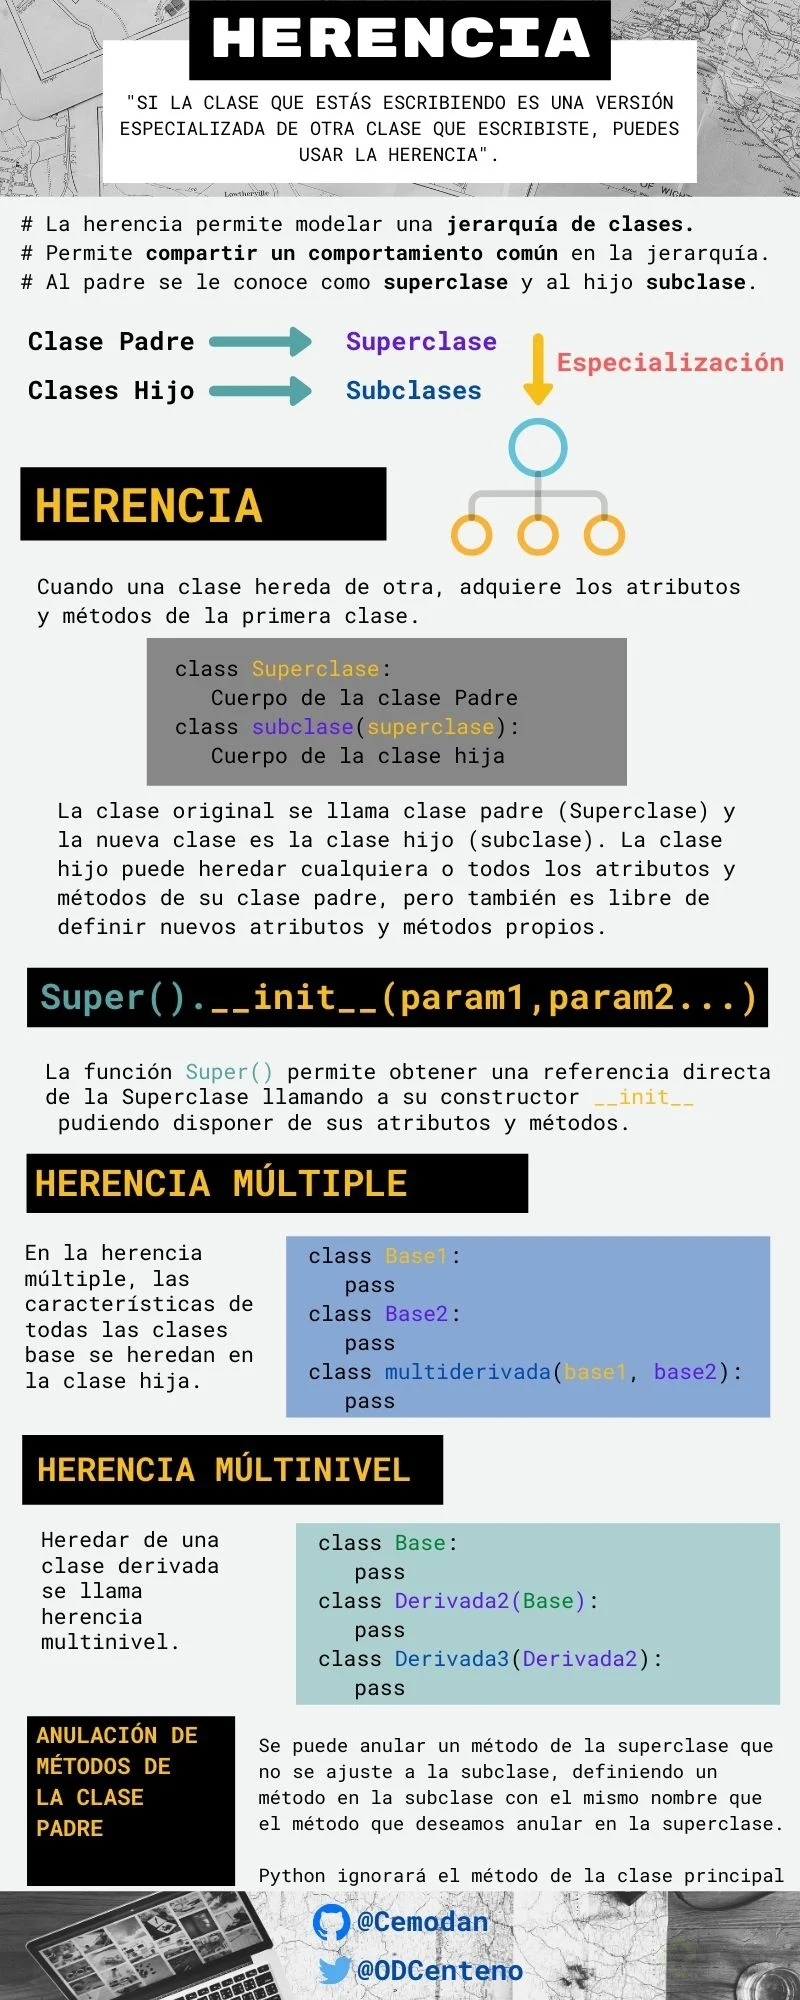 HERENCIA
"SI LA CLASE QUE ESTÁS ESCRIBIENDO ES UNA VERSIÓN
ESPECIALIZADA DE OTRA CLASE QUE ESCRIBISTE, PUEDES
USAR LA HERENCIA".
Lowtherville
OF WIGH
# La herencia permite modelar una jerarquía de clases.
# Permite compartir un comportamiento común en la jerarquía.
# Al padre se le conoce como superclase y al hijo subclase.
Clase Padre Superclase
Especialización
Clases Hijo Subclases
HERENCIA
Cuando una clase hereda de otra, adquiere los atributos
y métodos de la primera clase.
class Superclase:
Cuerpo de la clase Padre
class subclase(superclase):
Cuerpo de la clase hija
La clase original se llama clase padre (Superclase) y
la nueva clase es la clase hijo (subclase). La clase
hijo puede heredar cualquiera o todos los atributos y
métodos de su clase padre, pero también es libre de
definir nuevos atributos y métodos propios.
Super().__init__(param1,param2...)
La función Super() permite obtener una referencia directa
de la Superclase llamando a su constructor __init__
pudiendo disponer de sus atributos y métodos.
HERENCIA MÚLTIPLE
En la herencia
múltiple, las
características de
todas las clases
base se heredan en
la clase hija.
class Base1:
pass
class Base2:
pass
class multiderivada(base1, base2):
pass
HERENCIA MÚLTINIVEL
Heredar de una
clase derivada
se llama
herencia
multinivel.
class Base:
pass
class Derivada2(Base):
pass
class Derivada3(Derivada2):
pass
ANULACIÓN DE
MÉTODOS DE
LA CLASE
PADRE
Se puede anular un método de la superclase que
no se ajuste a la subclase, definiendo un
método en la subclase con el mismo nombre que
el método que deseamos anular en la superclase.
Python ignorará el método de la clase principal
@Cemodan
@ODCenteno